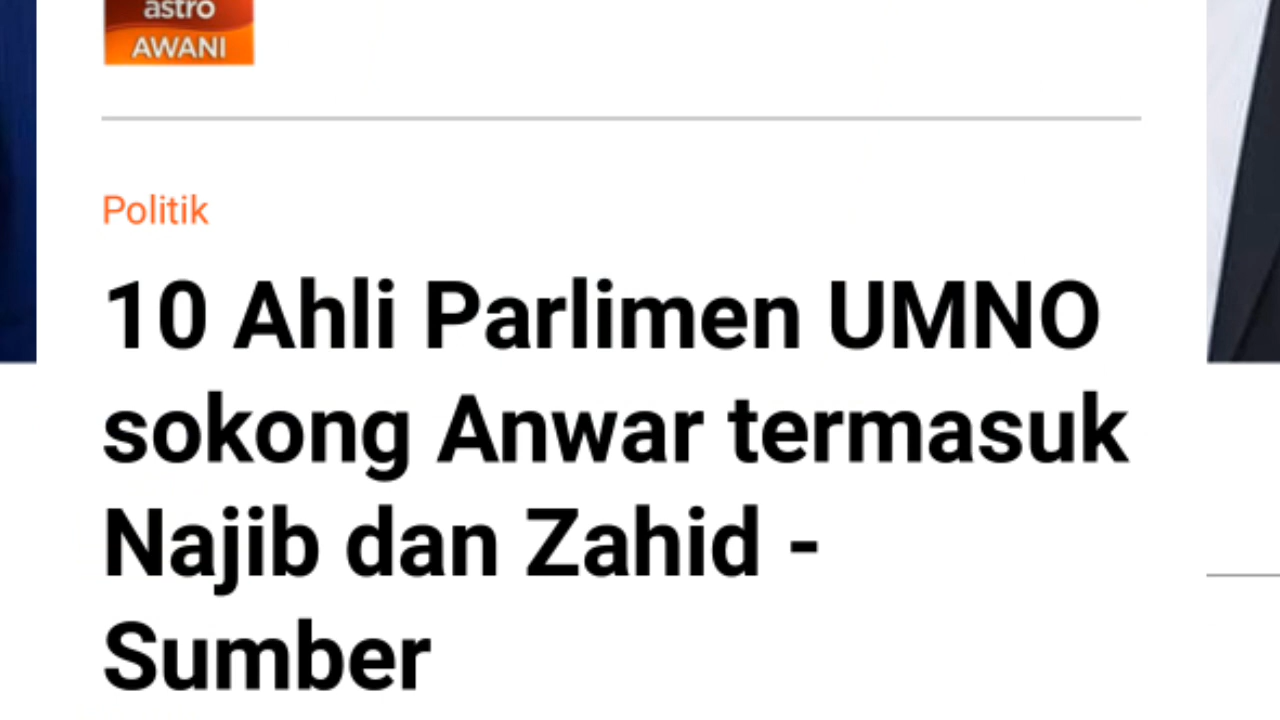 astro
AWANI
Politik
10 Ahli Parlimen UMNO
sokong Anwar termasuk
Najib dan Zahid -
Sumber